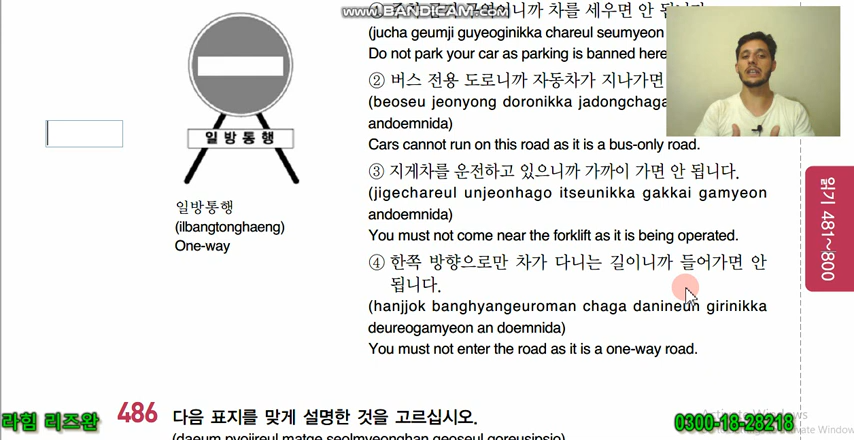 WWW.BANDICAM.COM
(jucha geumji guyeoginikka chareul seumyeon
Do not park your car as parking is banned here
② 버스 전용 도로니까 자동차가 지나가면
(beoseu jeonyong doronikka jadongchaga
andoemnida)
Cars cannot run on this road as it is a bus-only road.
③ 지게차를 운전하고 있으니까 가까이 가면 안 됩니다.
(jigechareul unjeonhago itseunikka gakkai gamyeon
andoemnida)
You must not come near the forklift as it is being operated.
④ 한쪽 방향으로만 차가 다니는 길이니까 들어가면 안
됩니다.
(hanjjok banghyangeuroman chaga danineun girinikka
deureogamyeon an doemnida)
You must not enter the road as it is a one-way road.
일방통행
일방통행
(ilbangtonghaeng)
One-way
읽기 481~800
486 다음 표지를 맞게 설명한 것을 고르십시오.
(daeum pyojireul matge seolmyeonghan geoseul goreusipsio)
라힘 리즈완
0300-18-28218
Activate Windows